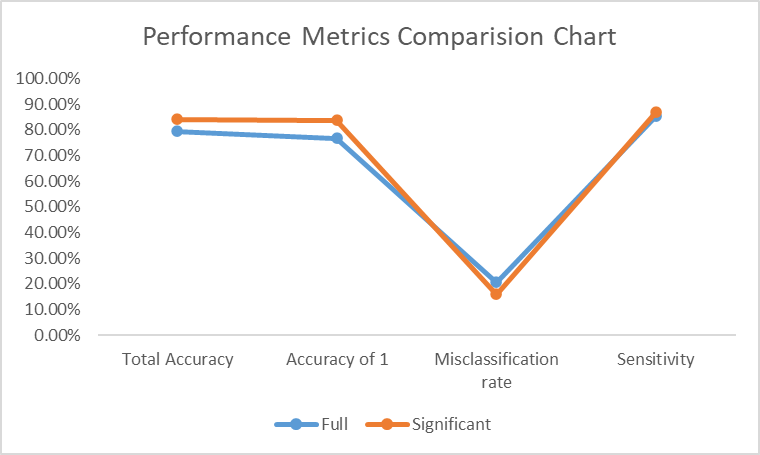 Performance Metrics Comparision Chart
100.00%
90.00%
80.00%
70.00%
60.00%
50.00%
40.00%
30.00%
20.00%
10.00%
0.00%
Total Accuracy
Accuracy of 1
Misclassification
rate
Sensitivity
Full
Significant